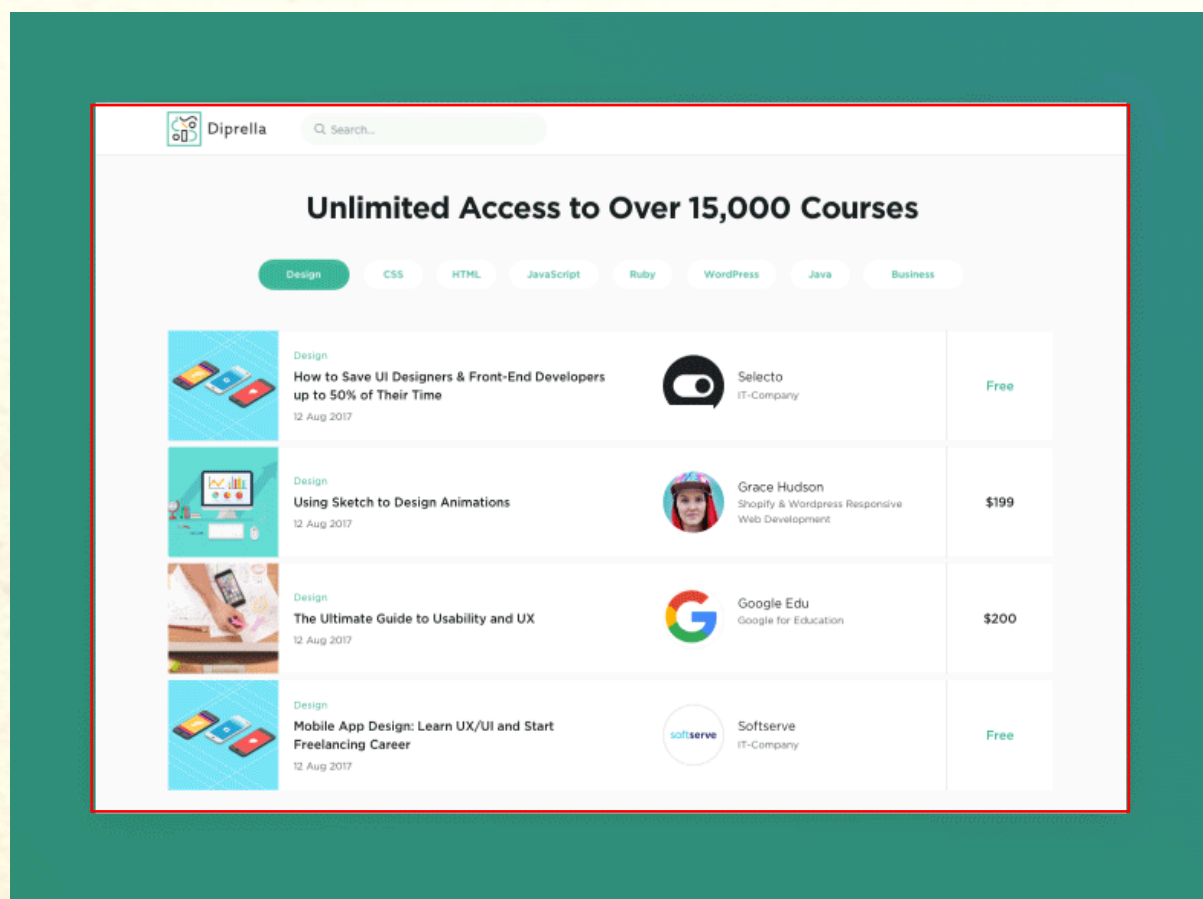 Diprella
Search...
Unlimited Access to Over 15,000 Courses
Design CSS HTML JavaScript Ruby WordPress Java Business
Design
How to Save UI Designers & Front-End Developers
up to 50% of Their Time
12 Aug 2017
Selecto
IT-Company
Free
Design
Using Sketch to Design Animations
12 Aug 2017
Grace Hudson
Shopify & Wordpress Responsive
Web Development
$199
Design
The Ultimate Guide to Usability and UX
12 Aug 2017
Google Edu
Google for Education
$200
Design
Mobile App Design: Learn UX/UI and Start
Freelancing Career
12 Aug 2017
softserve
Softserve
IT-Company
Free